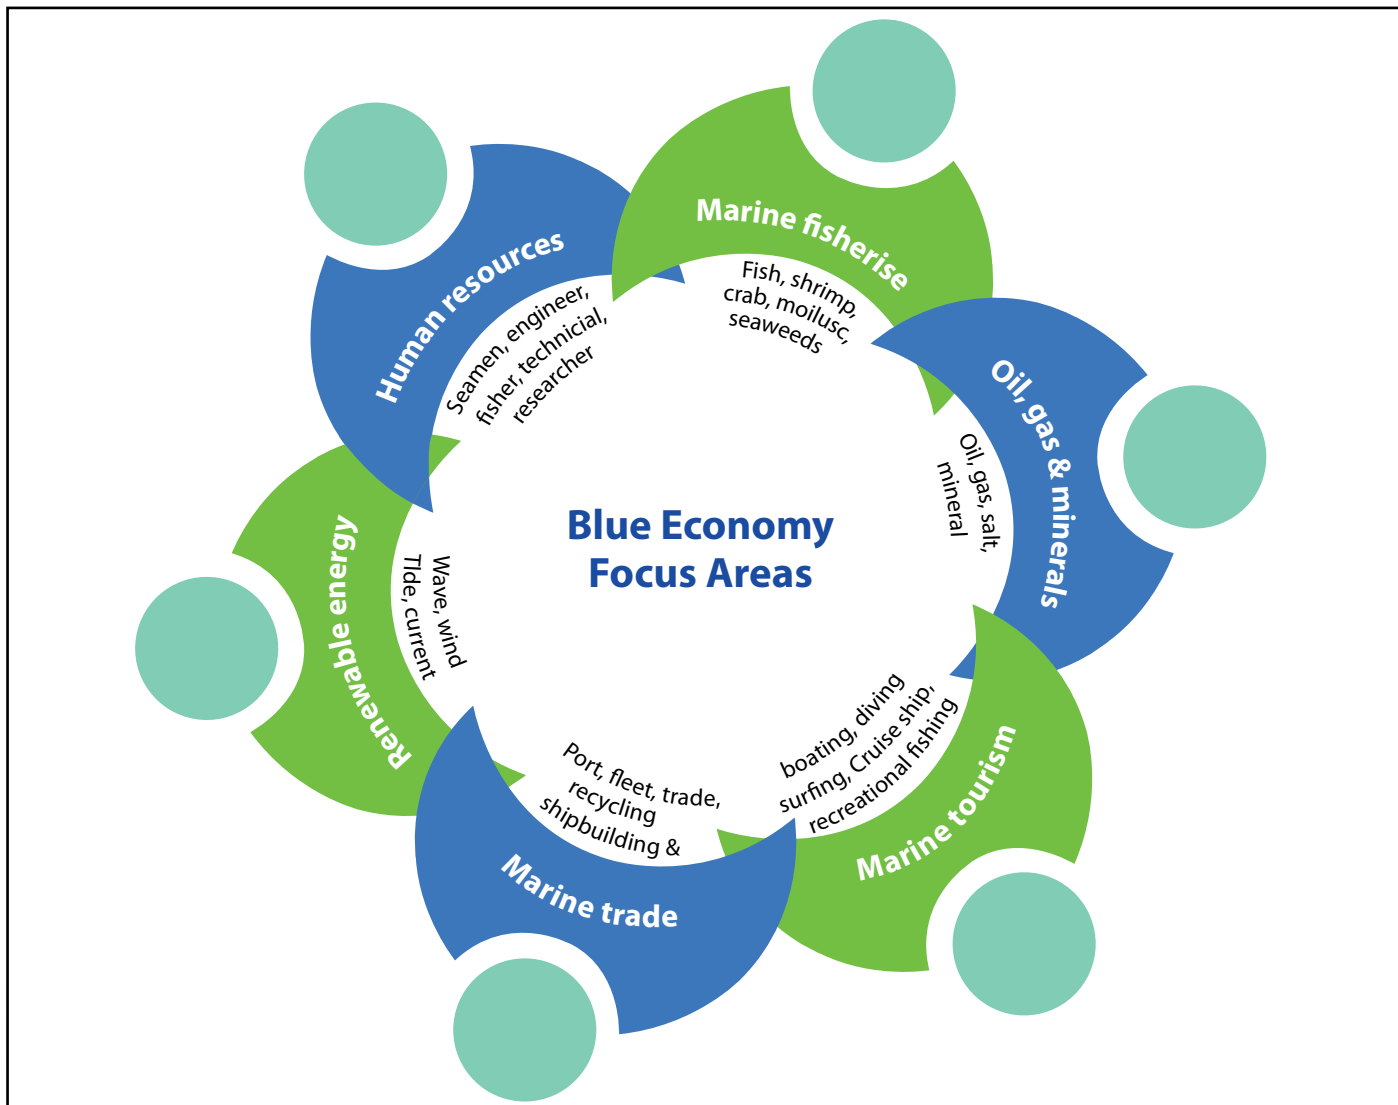 Blue Economy
Focus Areas
Marine fisherise
Fish, shrimp,
crab, moilusc,
seaweeds
Oil, gas & minerals
Oil, gas, salt,
mineral
Marine tourism
boating, diving
surfing, Cruise ship,
recreational fishing
Marine trade
Port, fleet, trade,
recycling
shipbuilding &
Renewable energy
Wave, wind
TIde, current
Human resources
Seamen, engineer,
fisher, technicial,
researcher